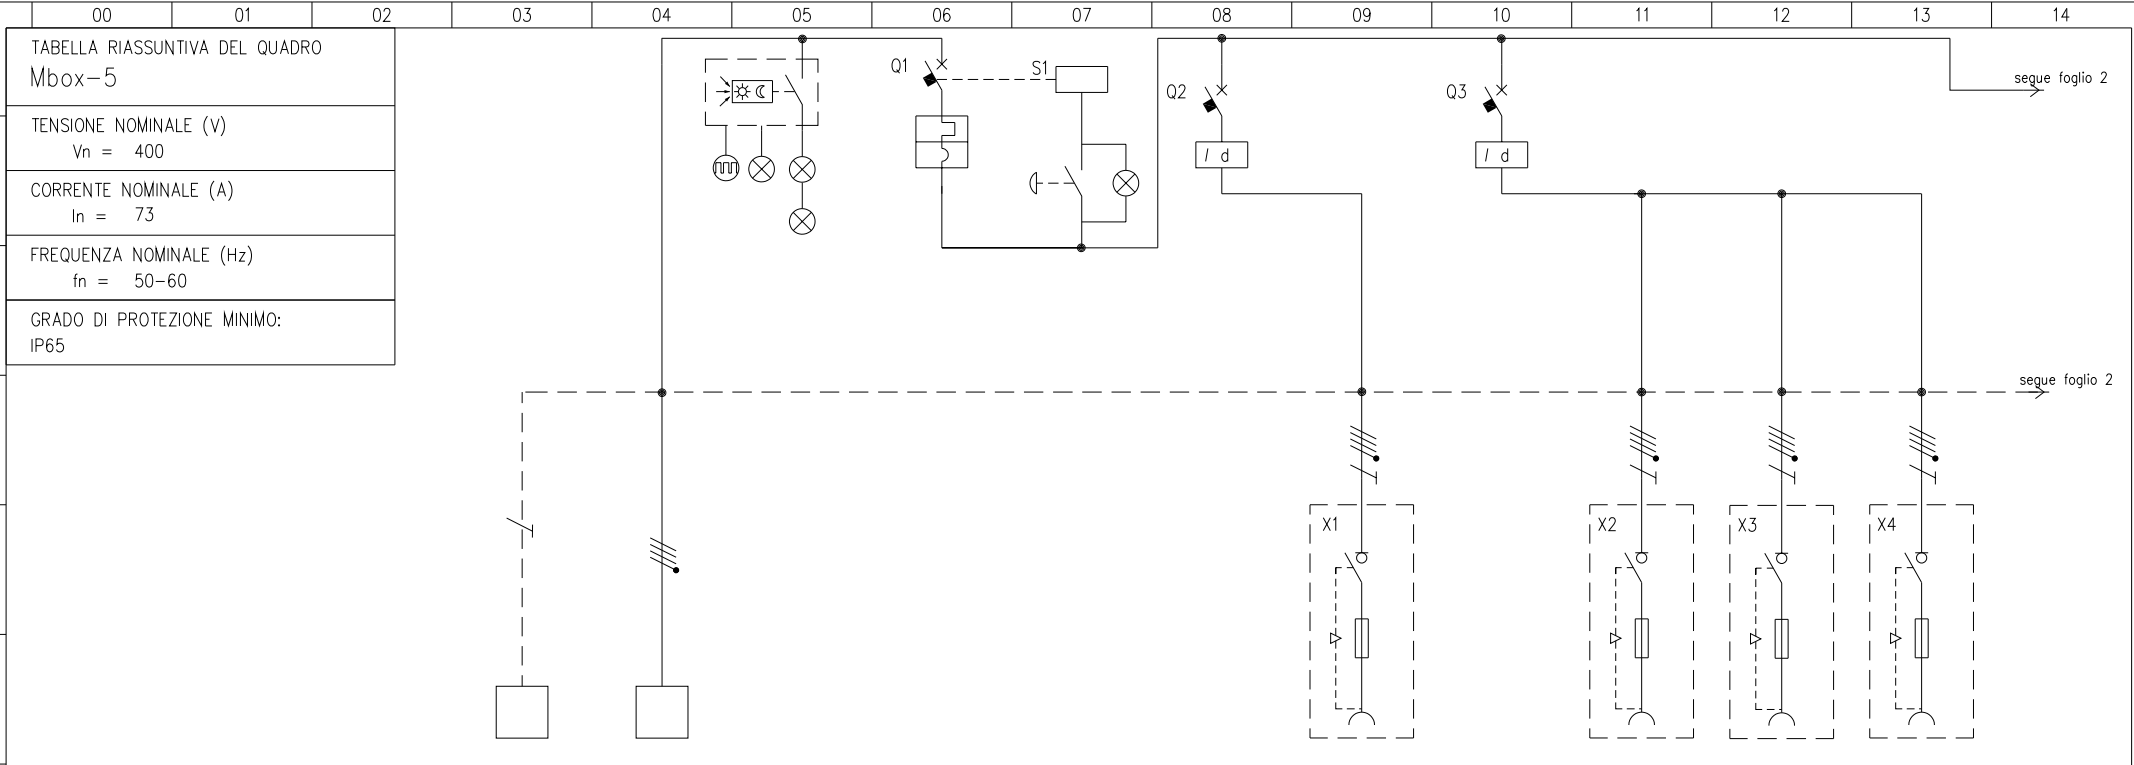 00 01 02 03 04 05 06 07 08 09 10 11 12 13 14
TABELLA RIASSUNTIVA DEL QUADRO
Mbox-5
TENSIONE NOMINALE (V)
Vn = 400
CORRENTE NOMINALE (A)
In = 73
FREQUENZA NOMINALE (Hz)
fn = 50-60
GRADO DI PROTEZIONE MINIMO:
IP65
Q1
S1
Q2
I d
Q3
I d
segue foglio 2
segue foglio 2
X1
X2
X3
X4